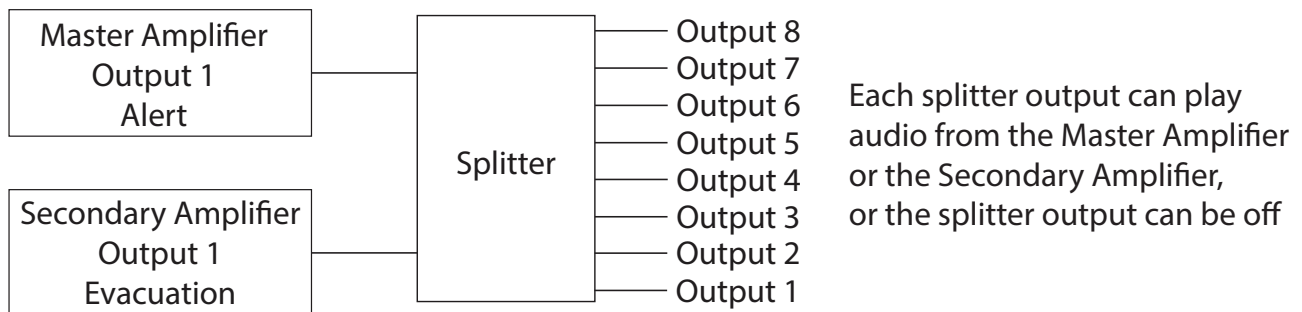 Master Amplifier
Output 1
Alert
Secondary Amplifier
Output 1
Evacuation
Splitter
Output 8
Output 7
Output 6
Output 5
Output 4
Output 3
Output 2
Output 1
Each splitter output can play
audio from the Master Amplifier
or the Secondary Amplifier,
or the splitter output can be off